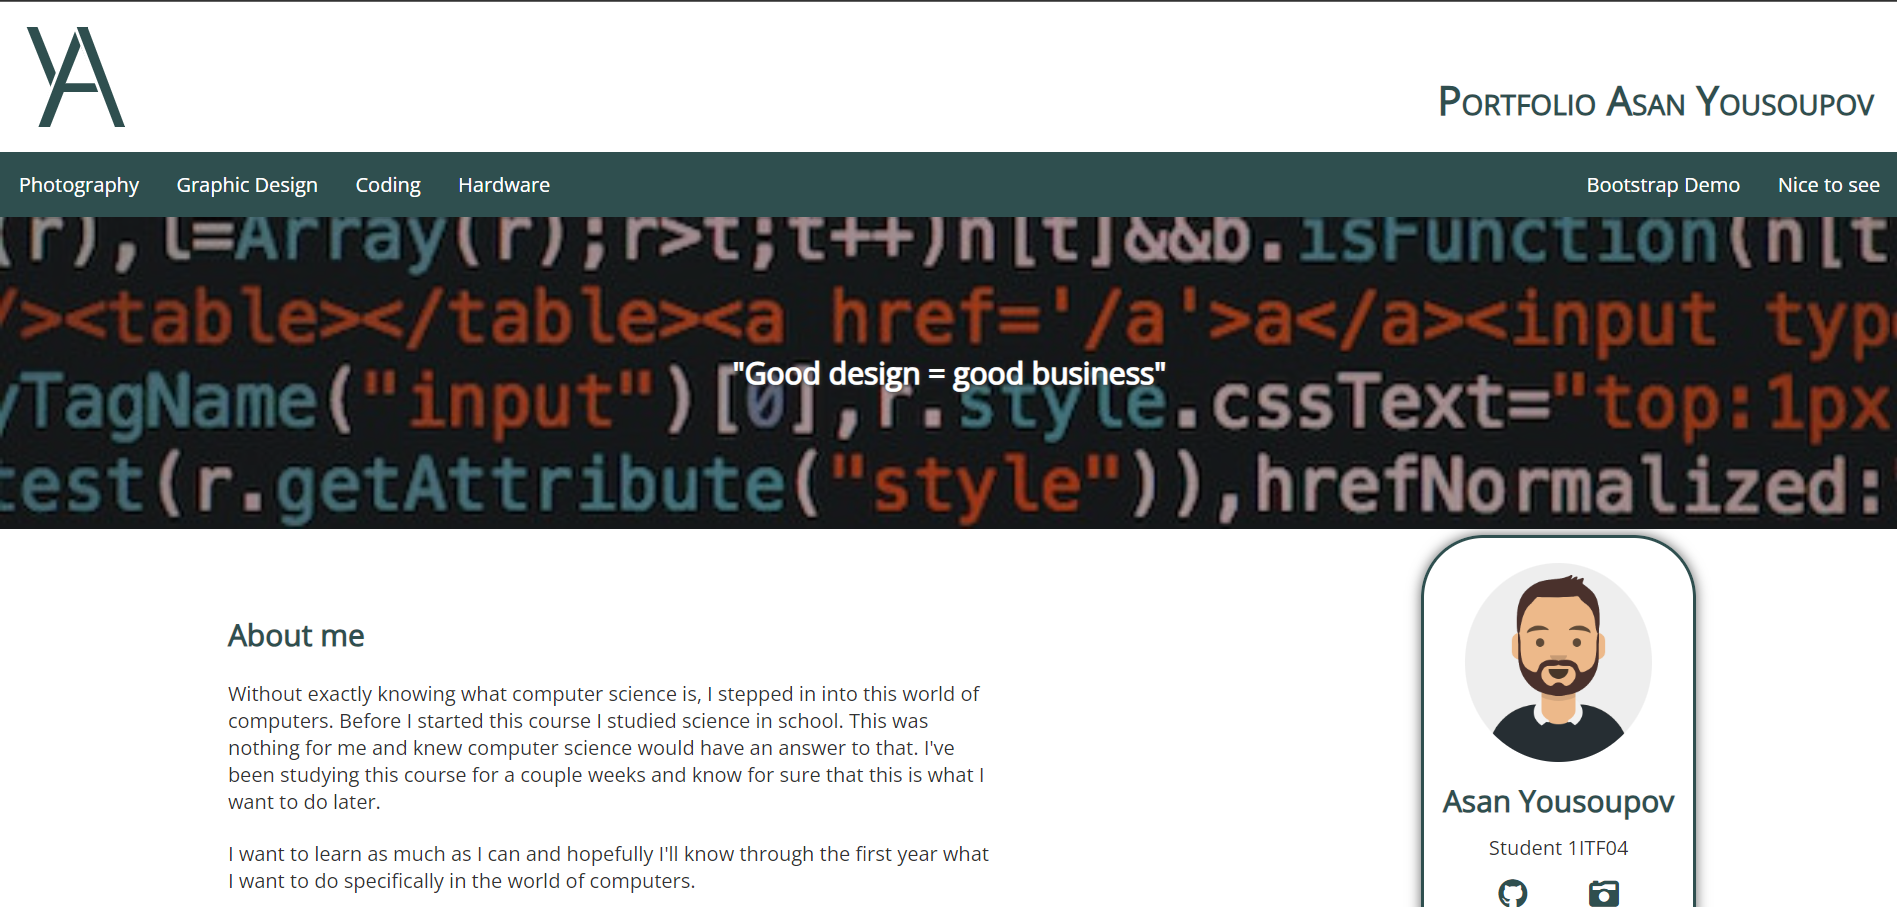 YA
Portfolio Asan Yousoupov
Photography Graphic Design Coding Hardware Bootstrap Demo Nice to see
(r),l=Array(r);r>t;t++)n[t]&&b.isFunction(n[t
/><table></table><a href='/a'>a</a><input typ
"Good design = good business"
yTagName("input")[0],r.style.cssText="top:1px
test(r.getAttribute("style")),hrefNormalized:
About me
Without exactly knowing what computer science is, I stepped in into this world of
computers. Before I started this course I studied science in school. This was
nothing for me and knew computer science would have an answer to that. I've
been studying this course for a couple weeks and know for sure that this is what I
want to do later.
I want to learn as much as I can and hopefully I'll know through the first year what
I want to do specifically in the world of computers.
Asan Yousoupov
Student 1ITF04